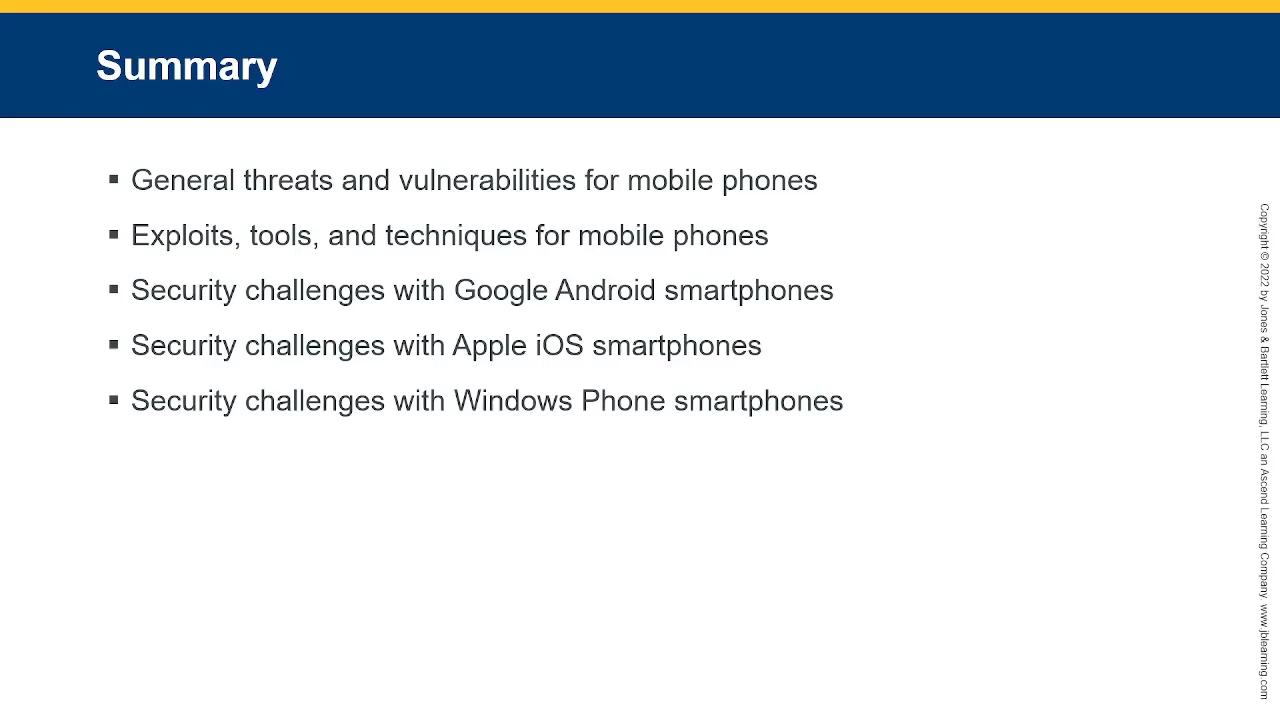 Summary
▪ General threats and vulnerabilities for mobile phones
▪ Exploits, tools, and techniques for mobile phones
▪ Security challenges with Google Android smartphones
▪ Security challenges with Apple iOS smartphones
▪ Security challenges with Windows Phone smartphones
Copyright © 2022 by Jones & Bartlett Learning, LLC an Ascend Learning Company. www.jblearning.com